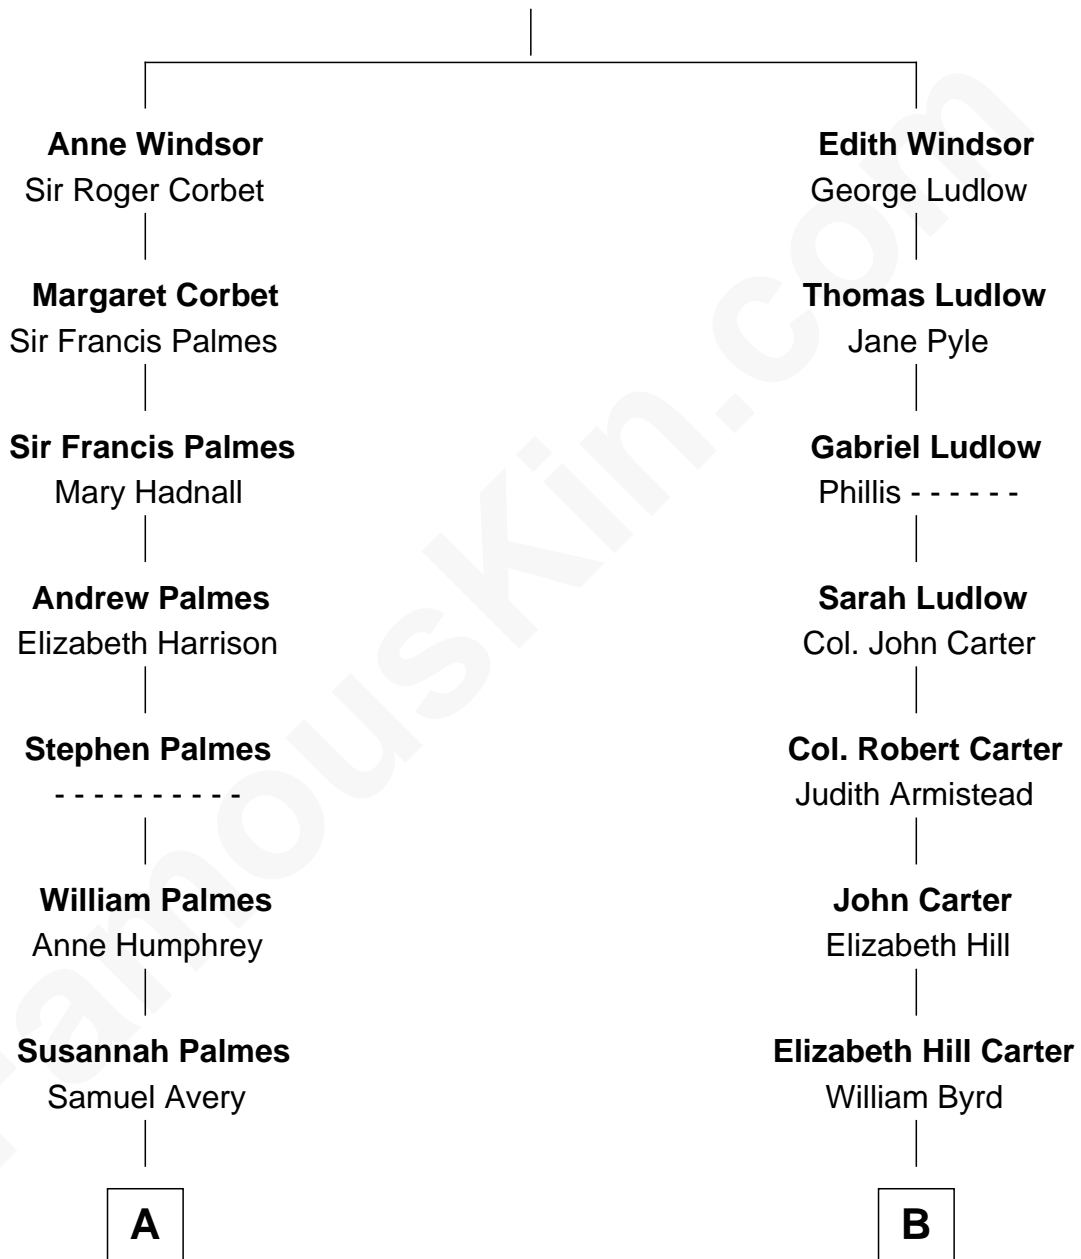 Anne Windsor
Sir Roger Corbet
Edith Windsor
George Ludlow
Margaret Corbet
Sir Francis Palmes
Thomas Ludlow
Jane Pyle
Sir Francis Palmes
Mary Hadnall
Gabriel Ludlow
Phillis - - - - - -
Andrew Palmes
Elizabeth Harrison
Sarah Ludlow
Col. John Carter
Stephen Palmes
- - - - - - - - - -
Col. Robert Carter
Judith Armistead
William Palmes
Anne Humphrey
John Carter
Elizabeth Hill
Susannah Palmes
Samuel Avery
Elizabeth Hill Carter
William Byrd
A
B
FamousKin.com